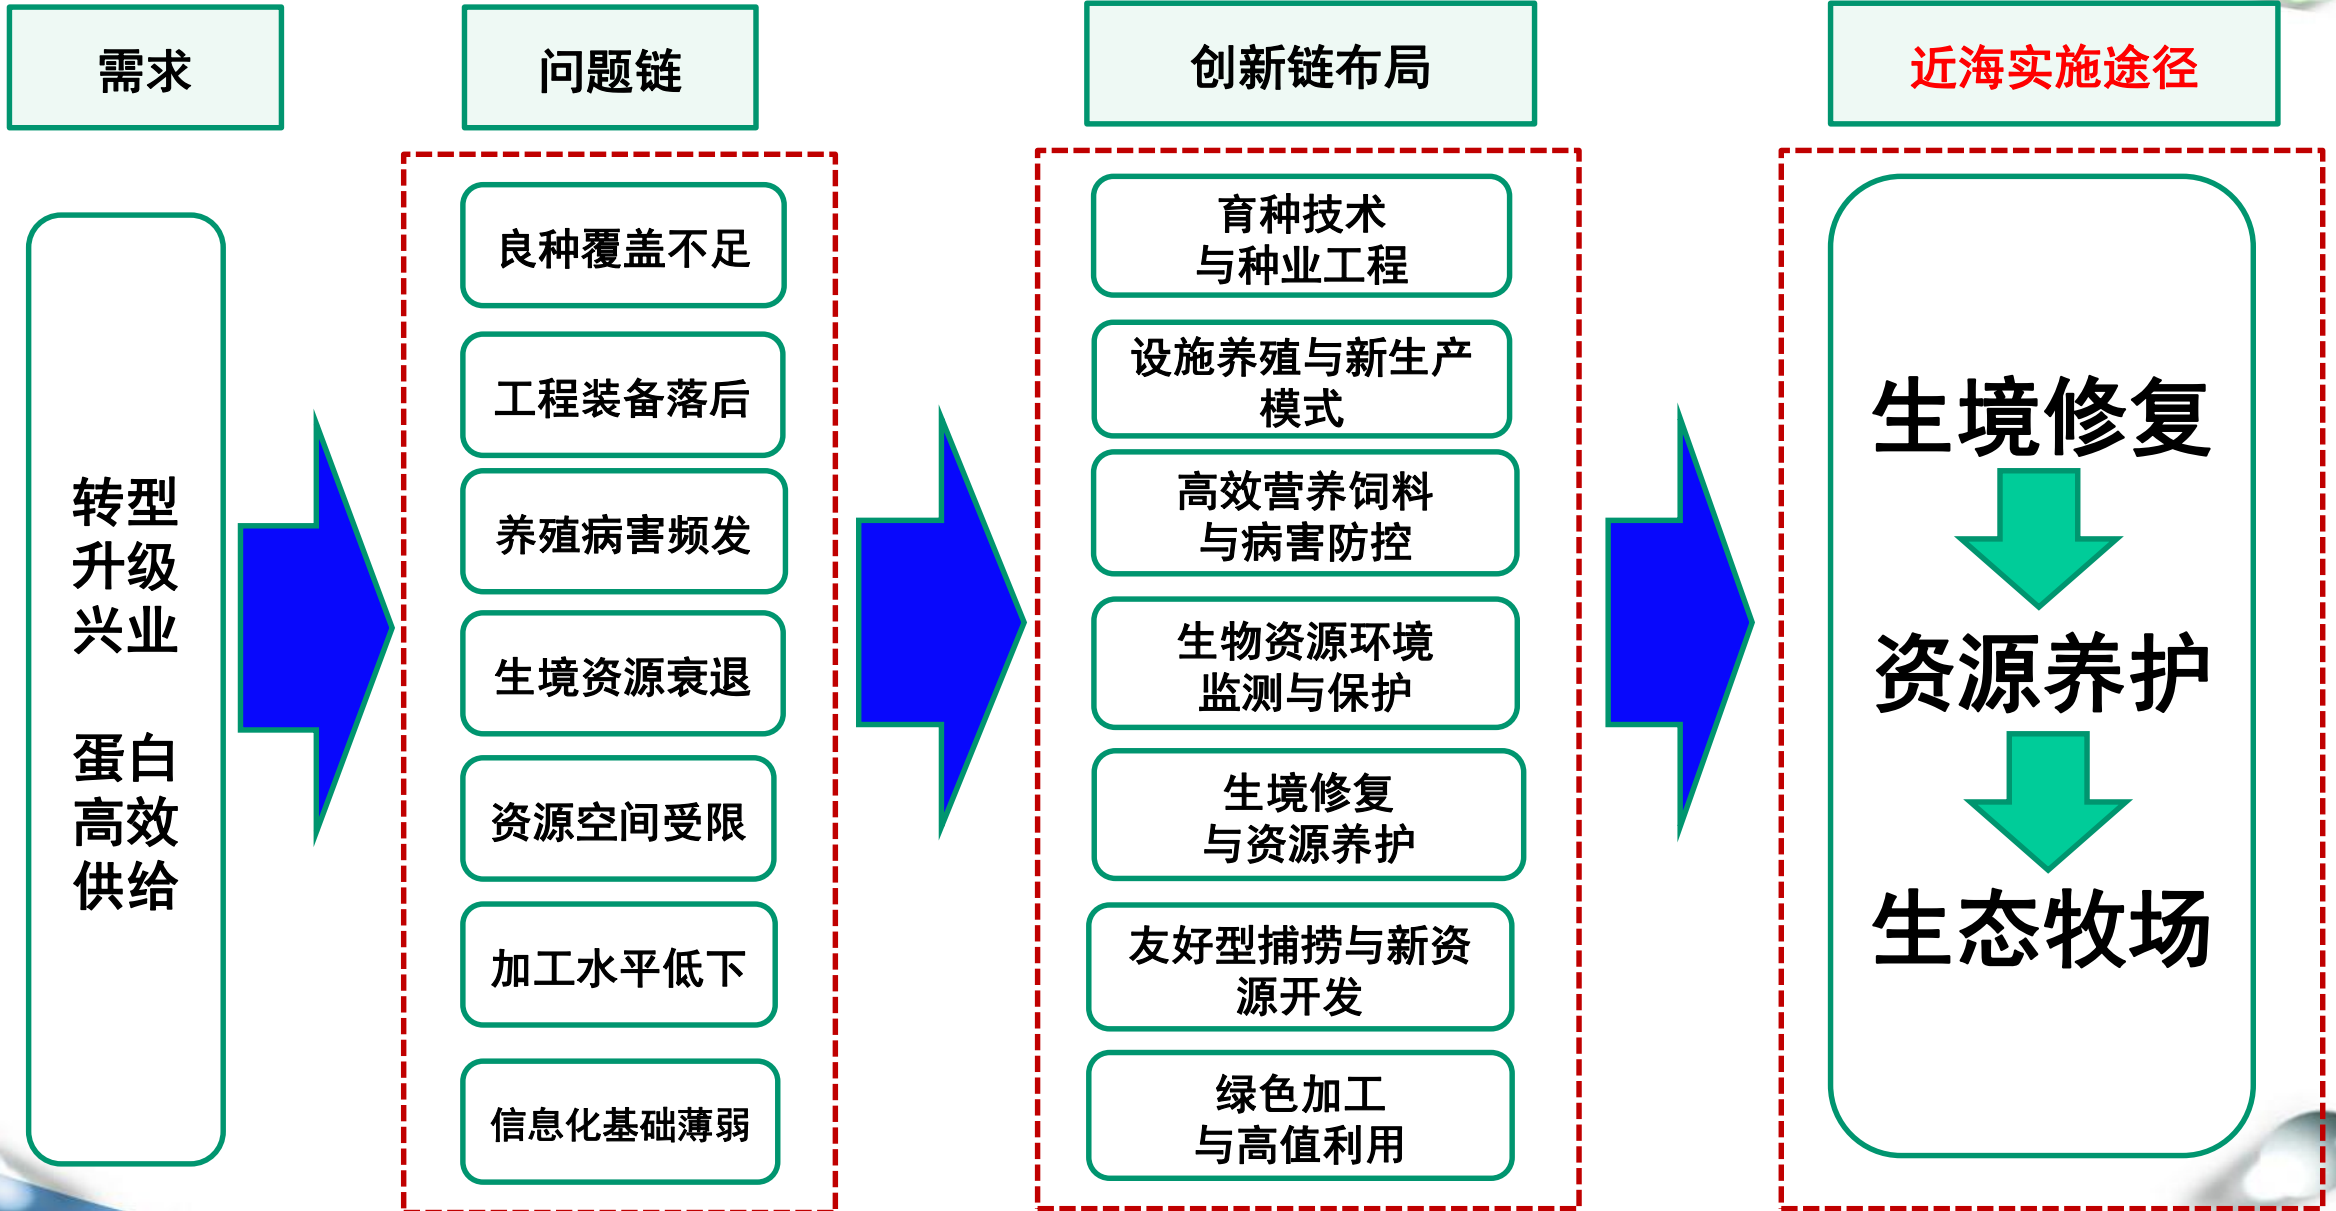 需求
转型
升级
兴业
蛋白
高效
供给
问题链
良种覆盖不足
工程装备落后
养殖病害频发
生境资源衰退
资源空间受限
加工水平低下
信息化基础薄弱
创新链布局
育种技术
与种业工程
设施养殖与新生产
模式
高效营养饲料
与病害防控
生物资源环境
监测与保护
生境修复
与资源养护
友好型捕捞与新资
源开发
绿色加工
与高值利用
近海实施途径
生境修复
资源养护
生态牧场